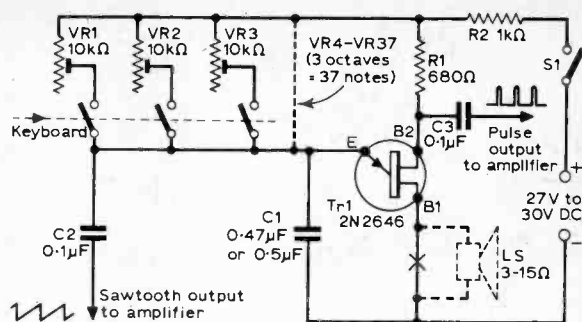 VR1
10kΩ
VR2
10kΩ
VR3
10kΩ
VR4–VR37
(3 octaves
= 37 notes)
R2 1kΩ
R1
680Ω
S1
Keyboard
C3
0·1µF
Pulse
output
to amplifier
E
B2
B1
Tr1
2N2646
C2
0·1µF
C1
0·47µF
or 0·5µF
LS
3-15Ω
+
27V to
30V DC
−
Sawtooth output
to amplifier